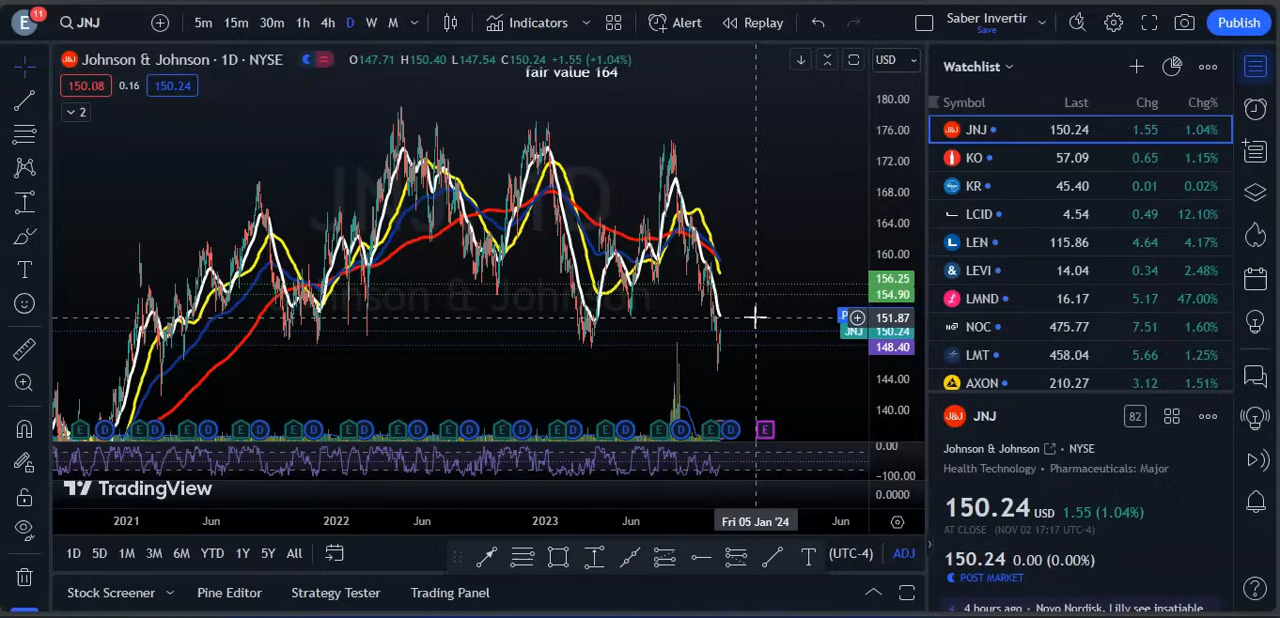 E 11 JNJ 5m 15m 30m 1h 4h D W M Indicators Alert Replay Saber Invertir Save Publish
Johnson & Johnson · 1D · NYSE O147.71 H150.40 L147.54 C150.24 +1.55 (+1.04%) USD
fair value 164
150.08 0.16 150.24
2
180.00
176.00
172.00
168.00
164.00
160.00
156.25
154.90
P 151.87
JNJ 150.24
148.40
144.00
140.00
E D E D E D E D E D E D E D E D E D E D E D E D E D E
0.00
−100.00
0.0000
TradingView
2021 Jun 2022 Jun 2023 Jun Fri 05 Jan '24 Jun
1D 5D 1M 3M 6M YTD 1Y 5Y All (UTC-4) ADJ
Stock Screener Pine Editor Strategy Tester Trading Panel
Watchlist
Symbol Last Chg Chg%
JNJ 150.24 1.55 1.04%
KO 57.09 0.65 1.15%
KR 45.40 0.01 0.02%
LCID 4.54 0.49 12.10%
LEN 115.86 4.64 4.17%
LEVI 14.04 0.34 2.48%
LMND 16.17 5.17 47.00%
NOC 475.77 7.51 1.60%
LMT 458.04 5.66 1.25%
AXON 210.27 3.12 1.51%
JNJ 82
Johnson & Johnson • NYSE
Health Technology • Pharmaceuticals: Major
150.24 USD 1.55 (1.04%)
AT CLOSE (NOV 02 17:17 UTC-4)
150.24 0.00 (0.00%)
POST MARKET
4 hours ago • Novo Nordisk, Lilly see insatiable